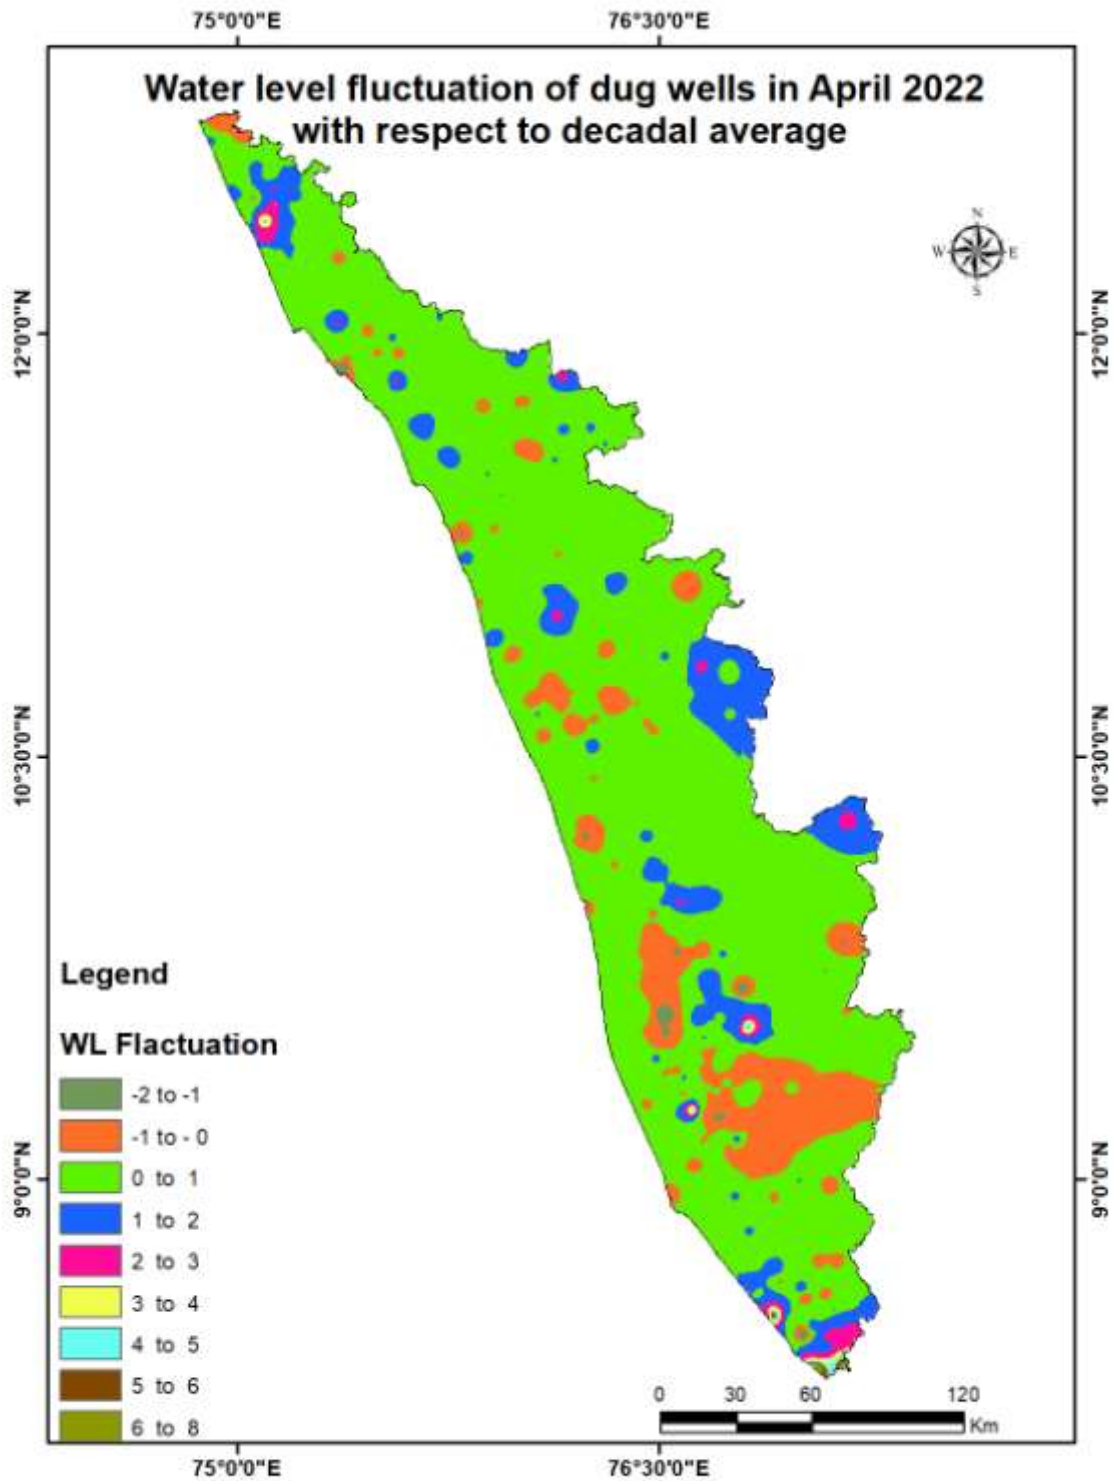 75°0'0"E 76°30'0"E
Water level fluctuation of dug wells in April 2022
with respect to decadal average
N
W E
S
12°0'0"N 12°0'0"N
10°30'0"N 10°30'0"N
Legend
WL Flactuation
-2 to -1
-1 to - 0
9°0'0"N 9°0'0"N
0 to 1
1 to 2
2 to 3
3 to 4
4 to 5
5 to 6
6 to 8
0 30 60 120
Km
75°0'0"E 76°30'0"E